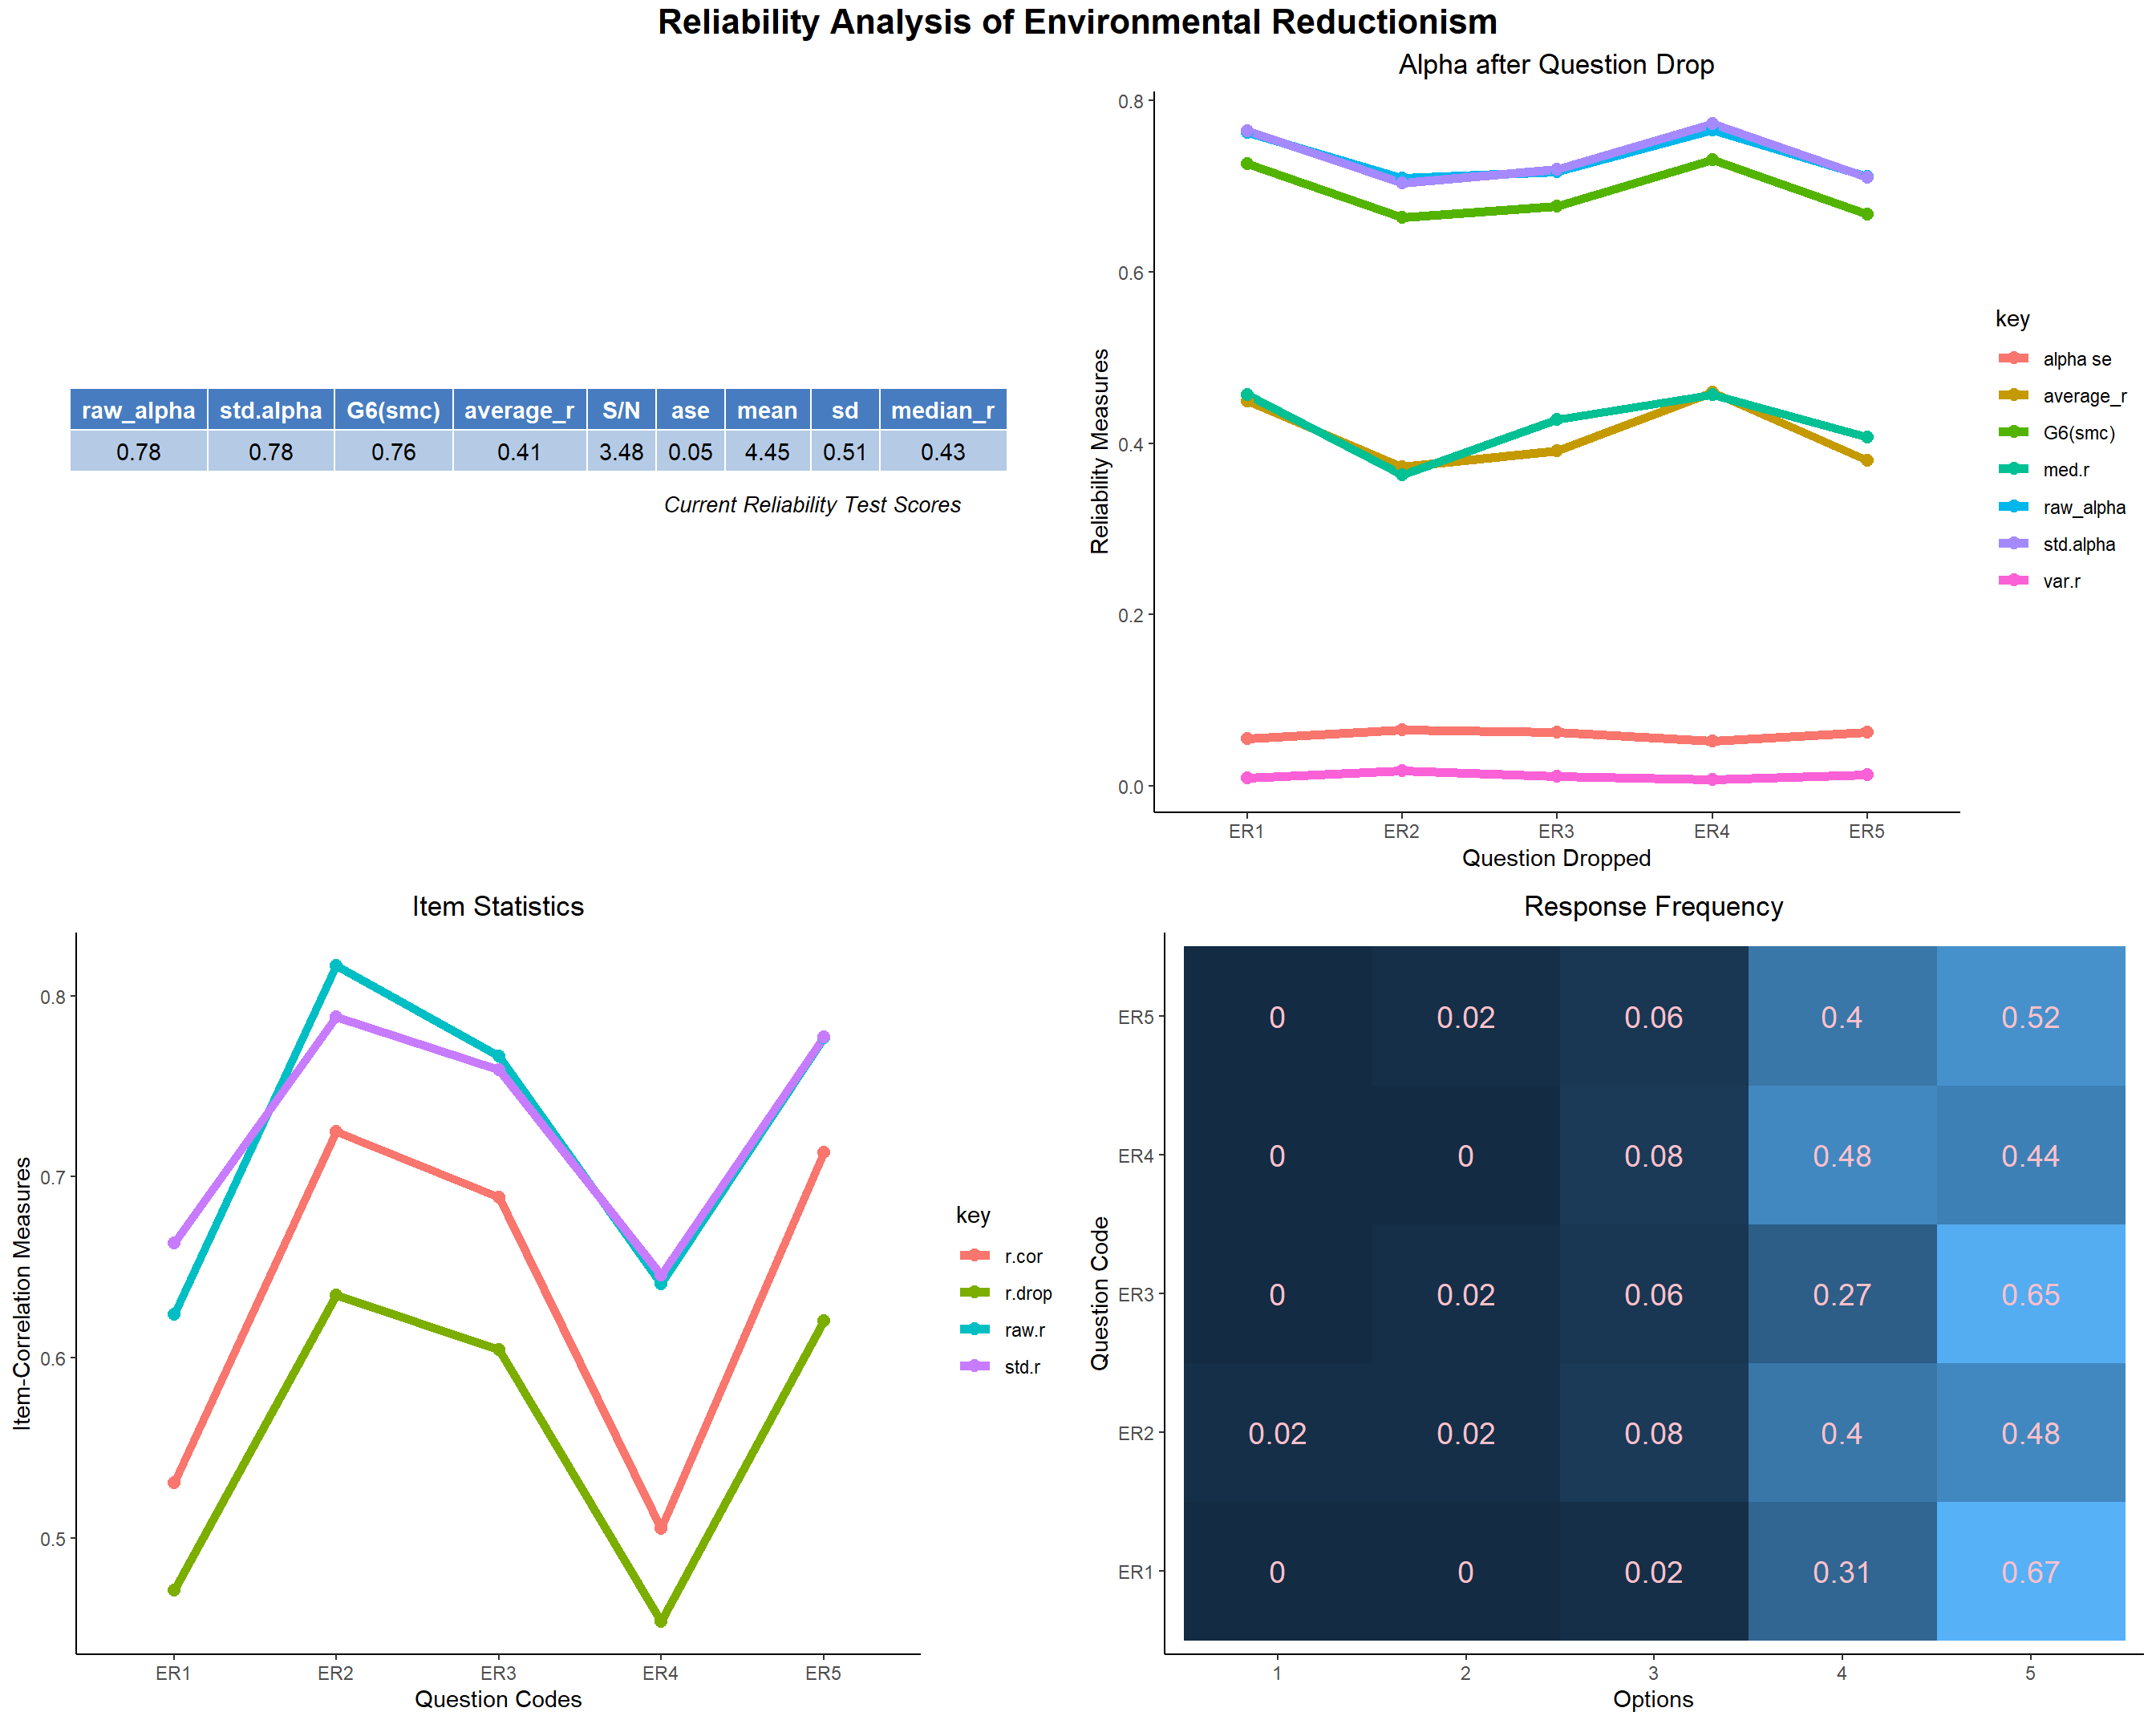 Reliability Analysis of Environmental Reductionism
raw_alpha std.alpha G6(smc) average_r S/N ase mean sd median_r
0.78 0.78 0.76 0.41 3.48 0.05 4.45 0.51 0.43
Current Reliability Test Scores
Alpha after Question Drop
Reliability Measures
0.8
0.6
0.4
0.2
0.0
ER1 ER2 ER3 ER4 ER5
Question Dropped
key
alpha se
average_r
G6(smc)
med.r
raw_alpha
std.alpha
var.r
Item Statistics
Item-Correlation Measures
0.8
0.7
0.6
0.5
ER1 ER2 ER3 ER4 ER5
Question Codes
key
r.cor
r.drop
raw.r
std.r
Response Frequency
Question Code
ER5 0 0.02 0.06 0.4 0.52
ER4 0 0 0.08 0.48 0.44
ER3 0 0.02 0.06 0.27 0.65
ER2 0.02 0.02 0.08 0.4 0.48
ER1 0 0 0.02 0.31 0.67
1 2 3 4 5
Options